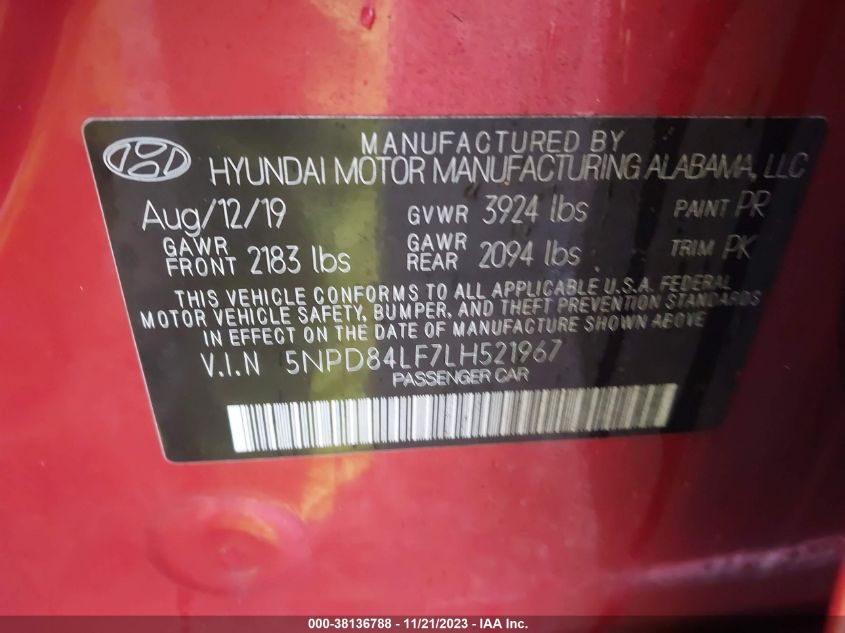 MANUFACTURED BY
HYUNDAI MOTOR MANUFACTURING ALABAMA, LLC
Aug/12/19 GVWR 3924 lbs PAINT PR
GAWR FRONT 2183 lbs GAWR REAR 2094 lbs TRIM PK
THIS VEHICLE CONFORMS TO ALL APPLICABLE U.S.A. FEDERAL
MOTOR VEHICLE SAFETY, BUMPER, AND THEFT PREVENTION STANDARDS
IN EFFECT ON THE DATE OF MANUFACTURE SHOWN ABOVE
V.I.N 5NPD84LF7LH521967
PASSENGER CAR
000-38136788 - 11/21/2023 - IAA Inc.